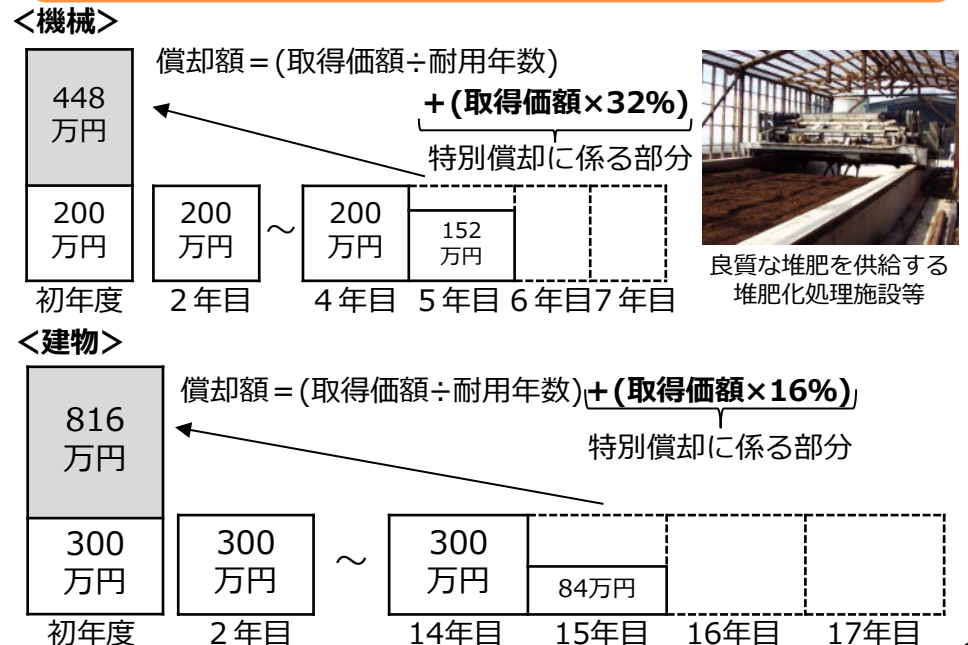 <機械>
償却額＝(取得価額÷耐用年数)
＋(取得価額×32%)
特別償却に係る部分
448
万円
200
万円
200
万円
～
200
万円
152
万円
初年度
２年目
４年目
５年目
６年目
７年目
良質な堆肥を供給する
堆肥化処理施設等
<建物>
償却額＝(取得価額÷耐用年数)＋(取得価額×16%)
特別償却に係る部分
816
万円
300
万円
300
万円
～
300
万円
84万円
初年度
２年目
14年目
15年目
16年目
17年目